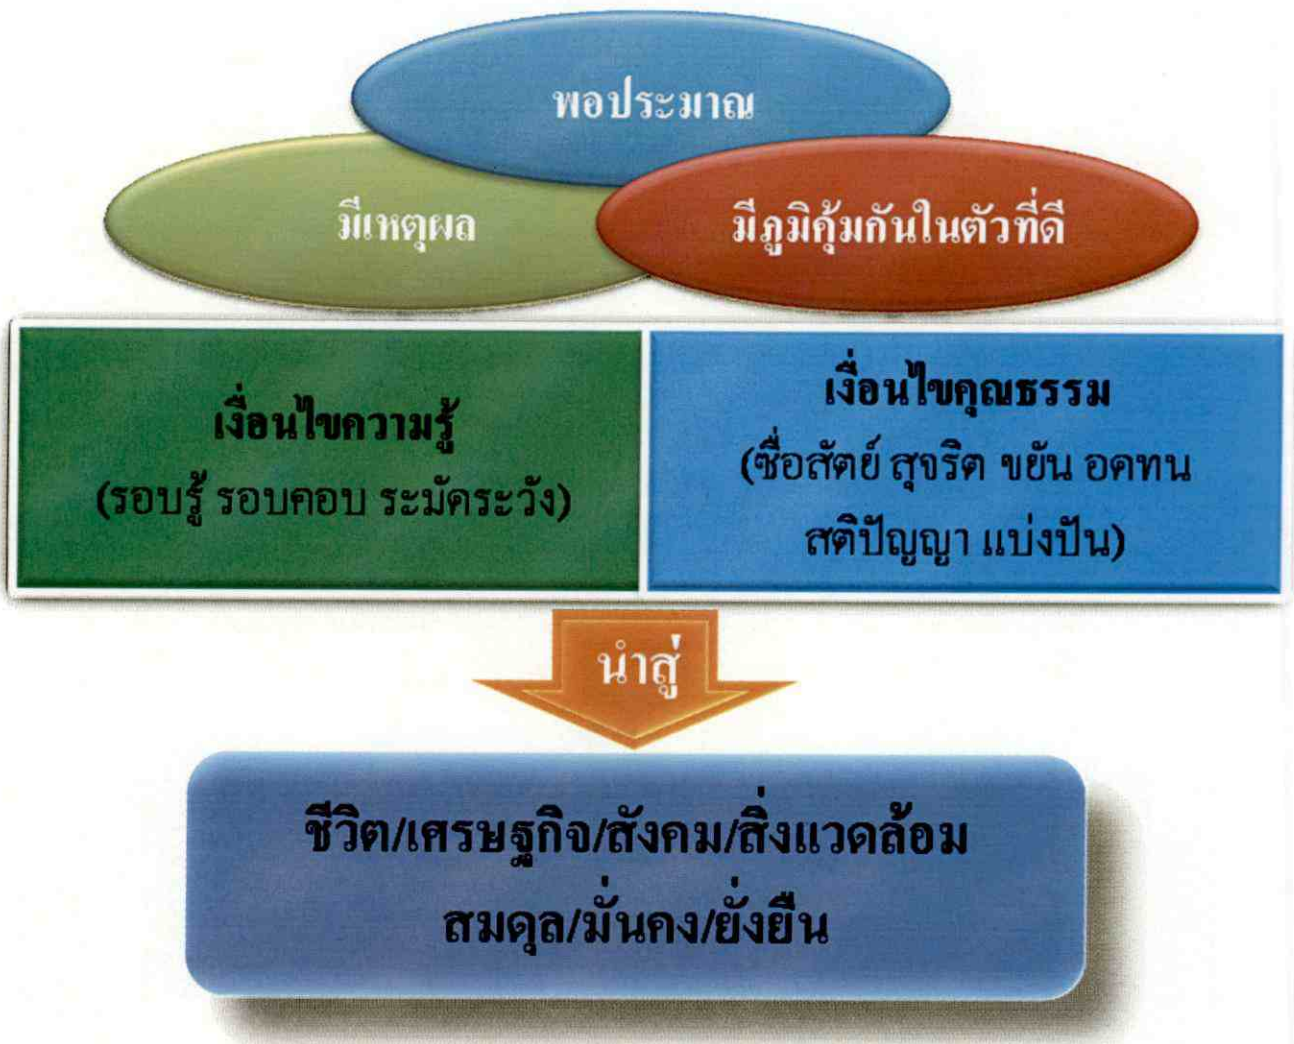 พอประมาณ
มีเหตุผล
มีภูมิคุ้มกันในตัวที่ดี
เงื่อนไขความรู้
(รอบรู้ รอบคอบ ระมัดระวัง)
เงื่อนไขคุณธรรม
(ซื่อสัตย์ สุจริต ขยัน อดทน
สติปัญญา แบ่งปัน)
นำสู่
ชีวิต/เศรษฐกิจ/สังคม/สิ่งแวดล้อม
สมดุล/มั่นคง/ยั่งยืน